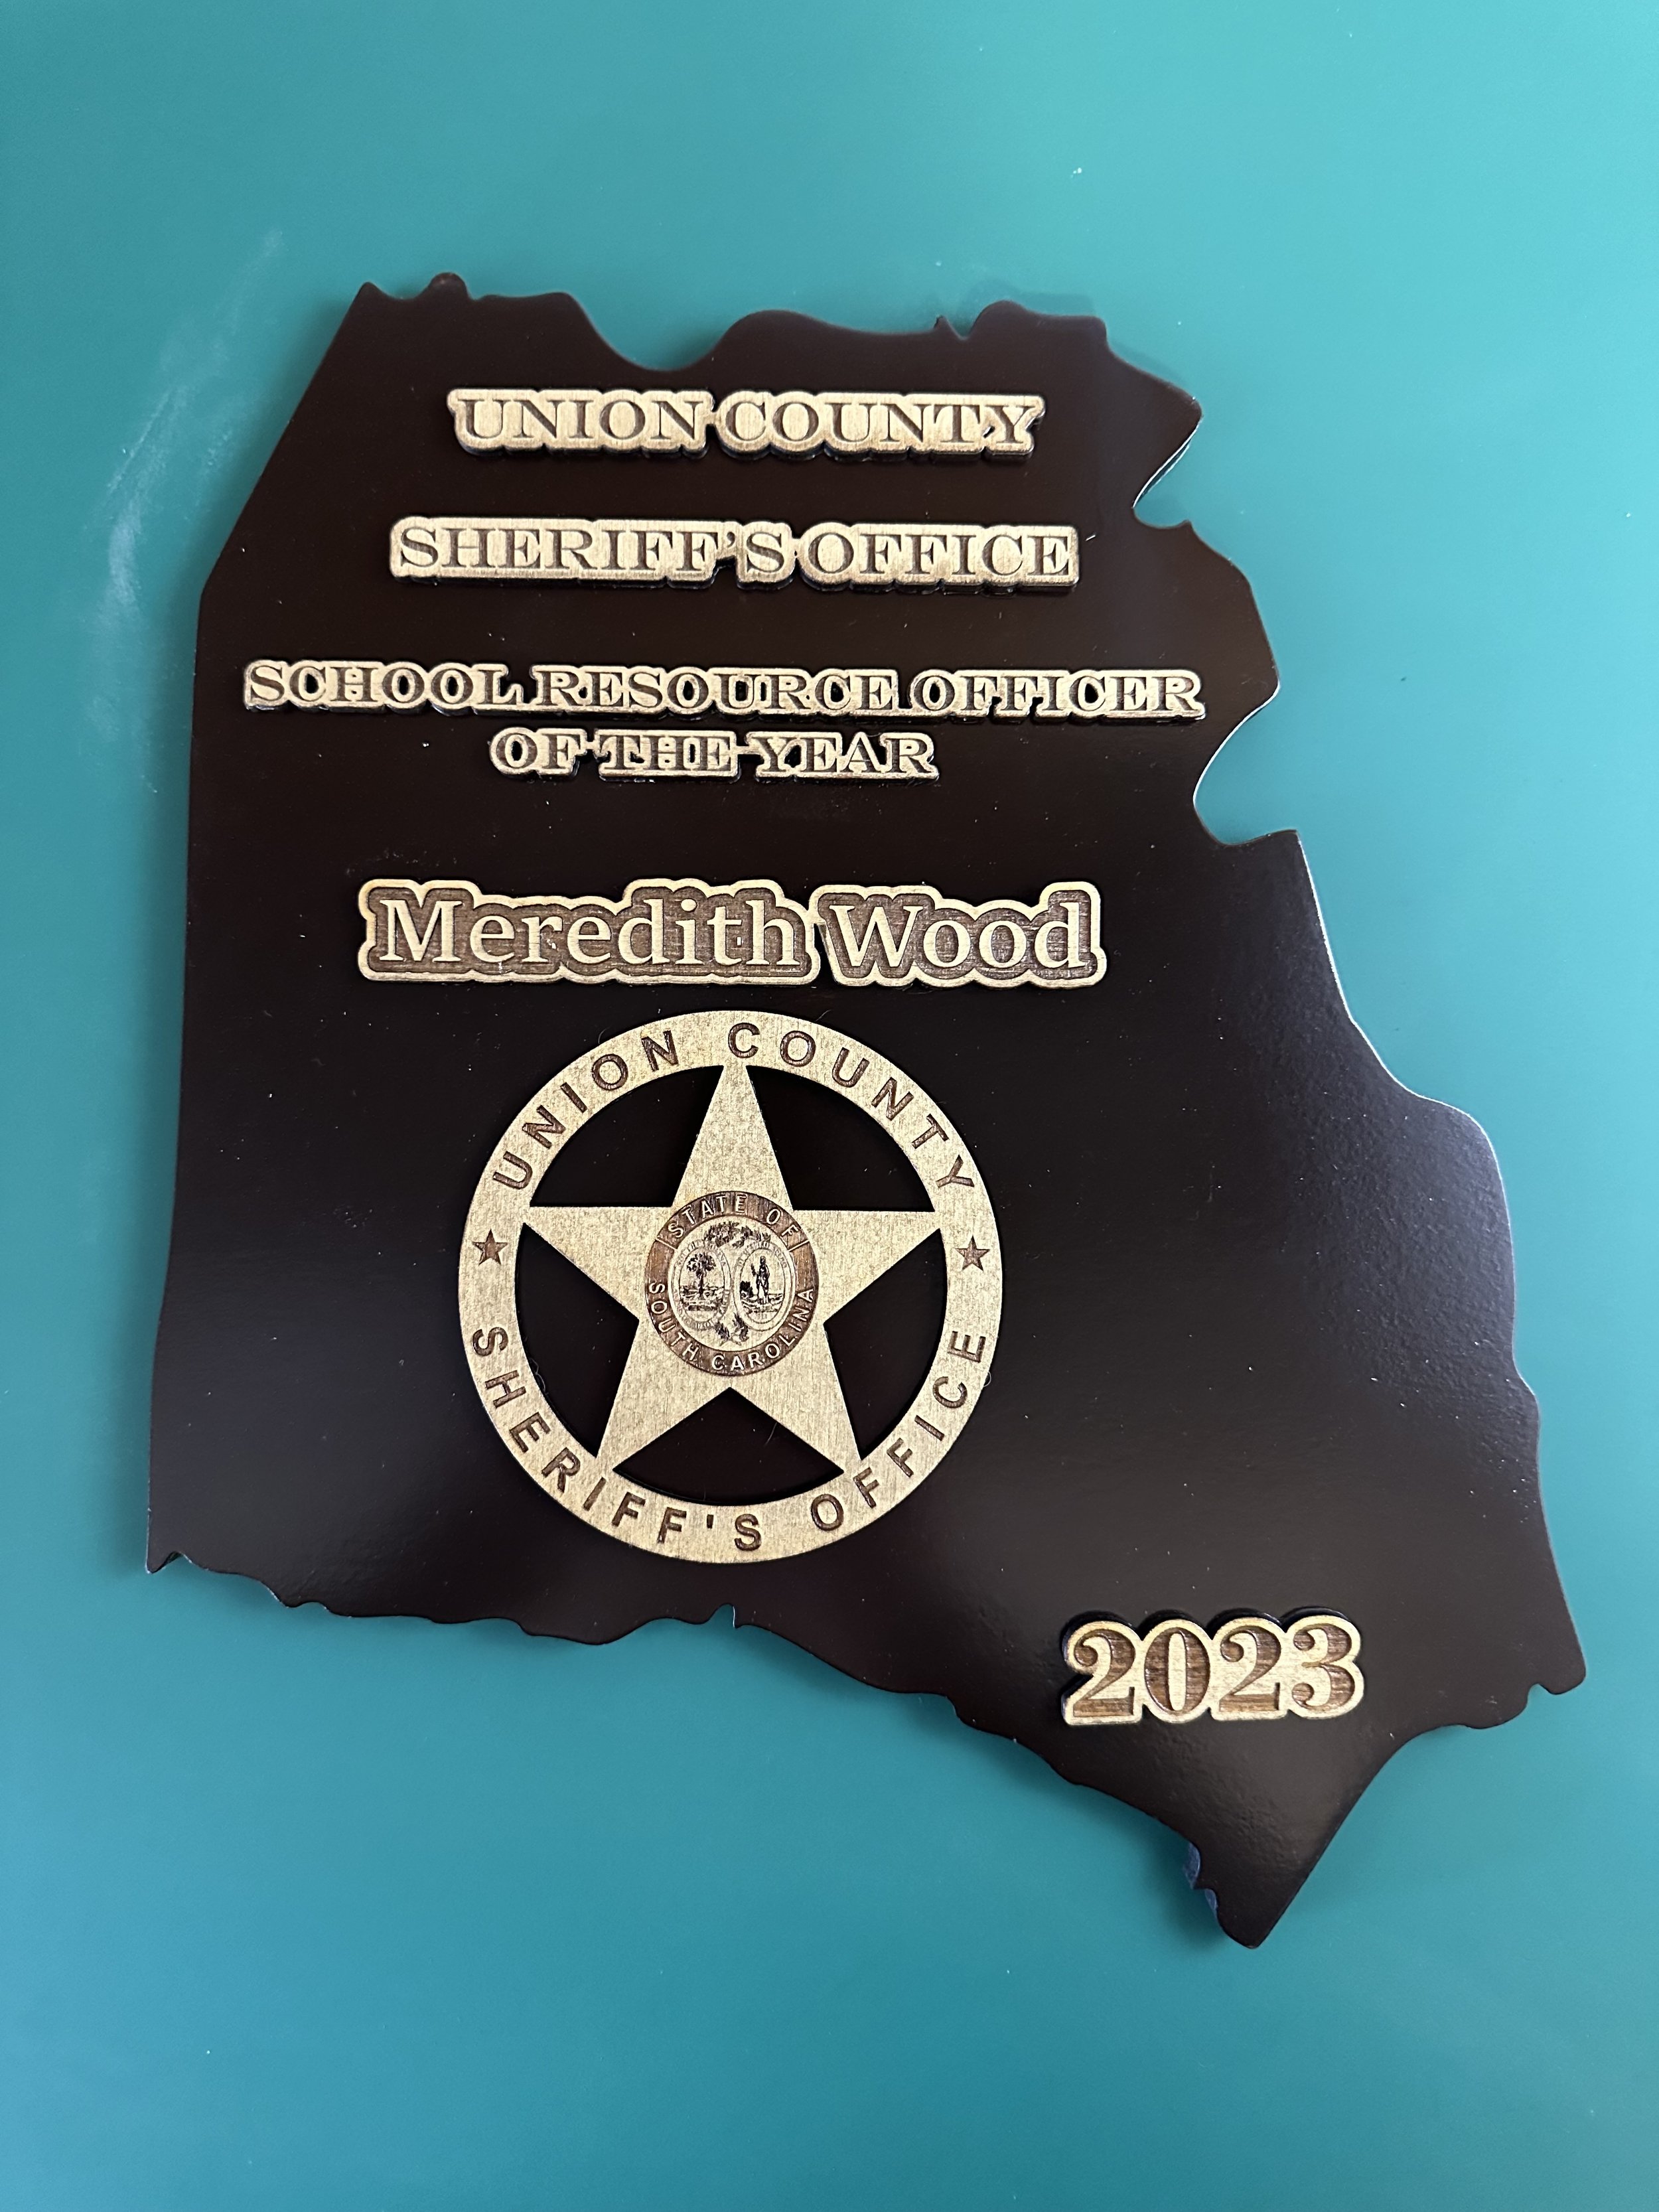 UNION COUNTY
SHERIFF'S OFFICE
SCHOOL RESOURCE OFFICER
OF THE YEAR
Meredith Wood
UNION COUNTY
STATE OF
SOUTH CAROLINA
SHERIFF'S OFFICE
2023